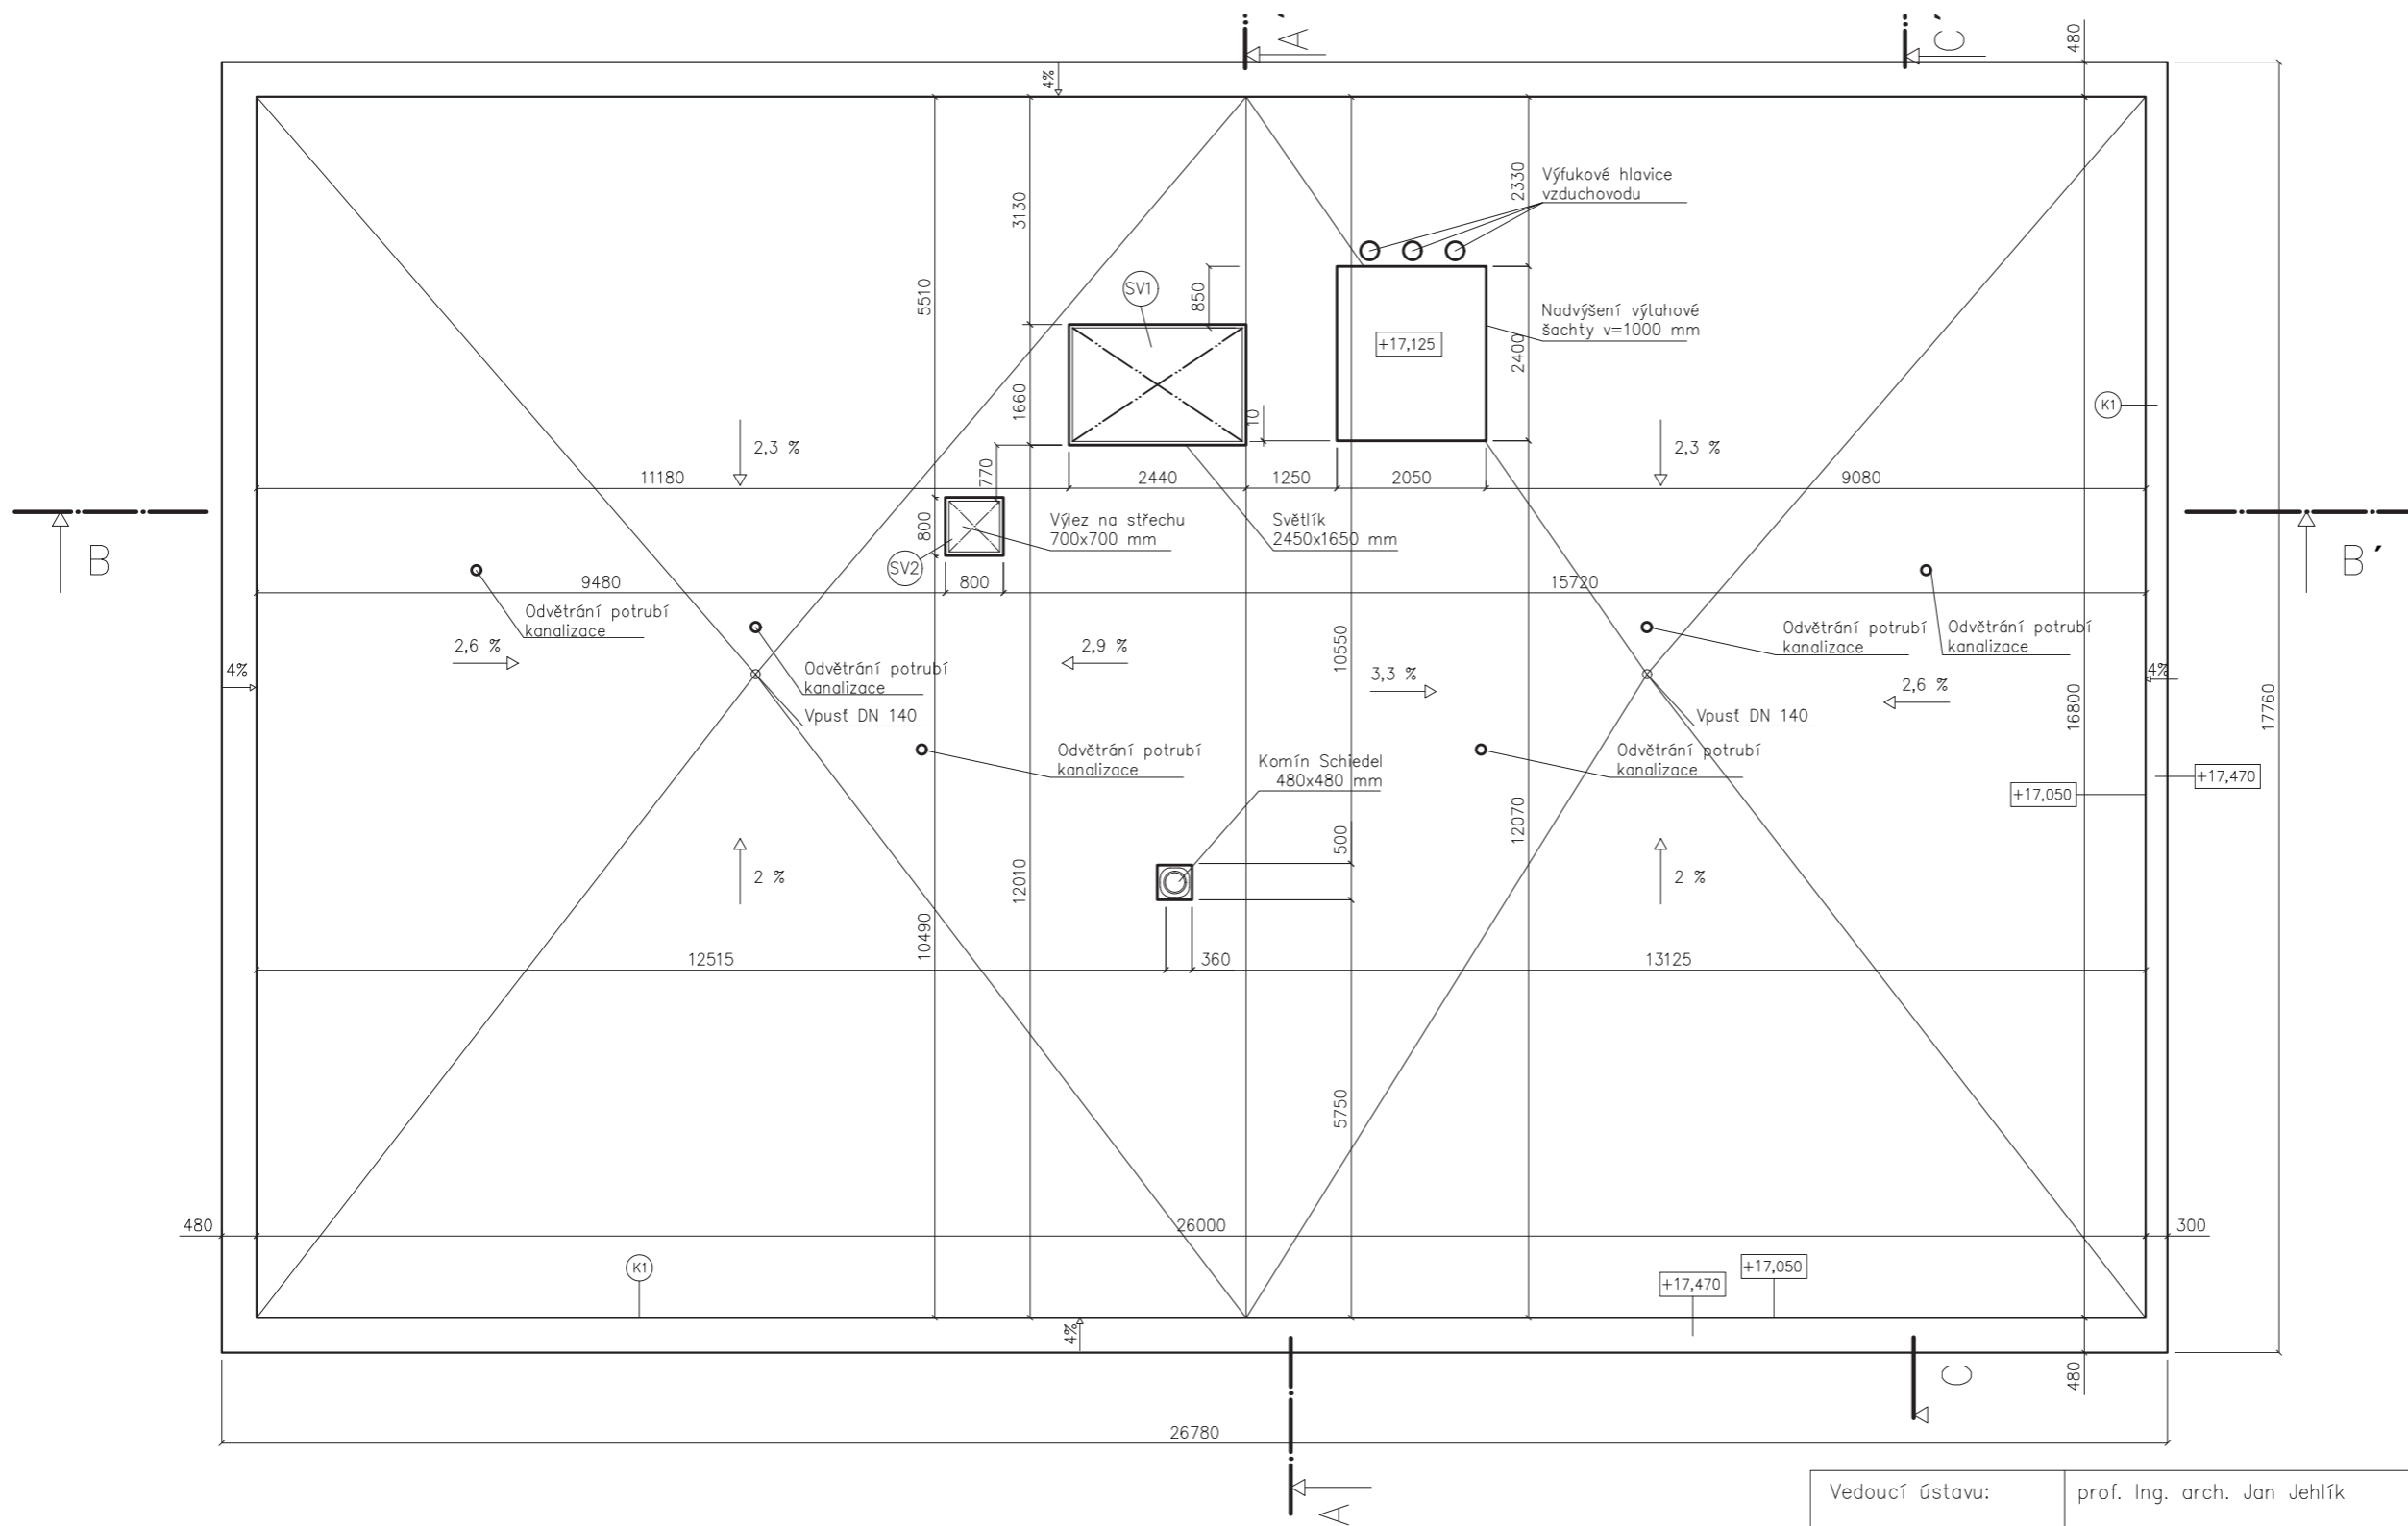 A'
C'
480
4%
3130
5510
2330
Výfukové hlavice
vzduchovodu
SV1
850
Nadvýšení výtahové
šachty v=1000 mm
+17,125
2400
1660
10
K1
2,3 %
2,3 %
770
11180
2440
1250
2050
9080
800
Výlez na střechu
700x700 mm
Světlík
2450x1650 mm
B
B'
SV2
9480
800
15720
Odvětrání potrubí
kanalizace
2,6 %
2,9 %
10550
Odvětrání potrubí
kanalizace
Odvětrání potrubí
kanalizace
4%
Odvětrání potrubí
kanalizace
3,3 %
2,6 %
4%
16800
17760
Vpusť DN 140
Vpusť DN 140
Odvětrání potrubí
kanalizace
Komín Schiedel
480x480 mm
Odvětrání potrubí
kanalizace
+17,470
+17,050
12070
500
2 %
12010
2 %
10490
12515
360
13125
5750
480
26000
300
K1
+17,470
+17,050
4%
C
480
26780
A
Vedoucí ústavu:
prof. Ing. arch. Jan Jehlík